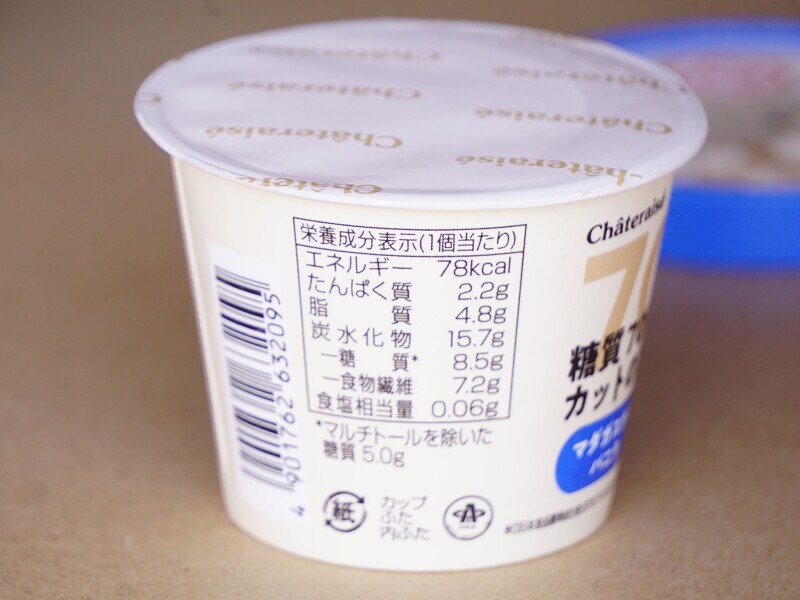 Châteraisé
Châteraisé
Châteraisé
Châteraisé
栄養成分表示(1個当たり)
エネルギー 78kcal
たんぱく質 2.2g
脂質 4.8g
炭水化物 15.7g
―糖質* 8.5g
―食物繊維 7.2g
食塩相当量 0.06g
*マルチトールを除いた
糖質5.0g
紙
カップ
ふた
内ふた
4 901762 632095
Châteraisé
糖質
カット